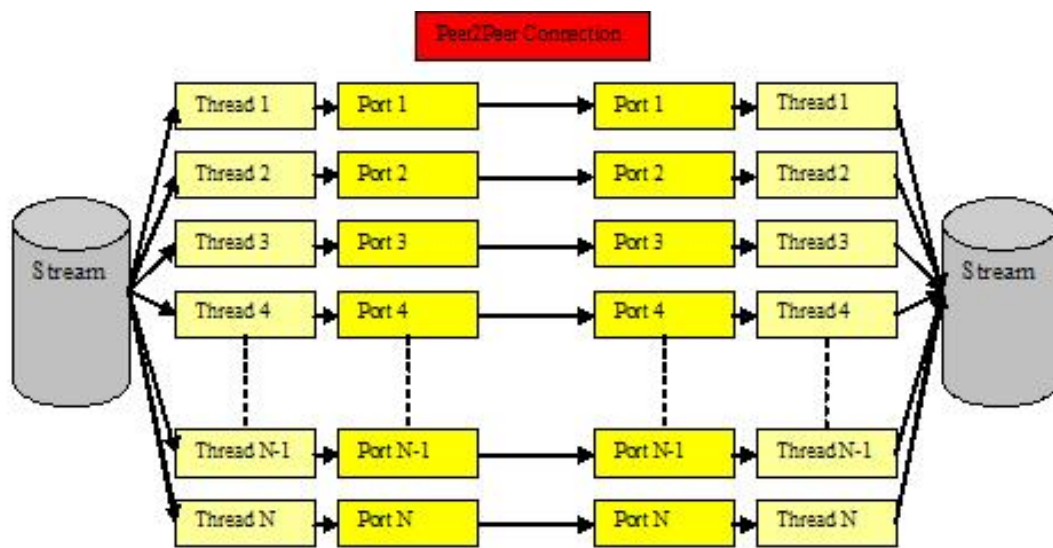 Peer2Peer Connection
Thread 1 Port 1 Port 1 Thread 1
Thread 2 Port 2 Port 2 Thread 2
Thread 3 Port 3 Port 3 Thread 3
Stream Stream
Thread 4 Port 4 Port 4 Thread 4
Thread N-1 Port N-1 Port N-1 Thread N-1
Thread N Port N Port N Thread N